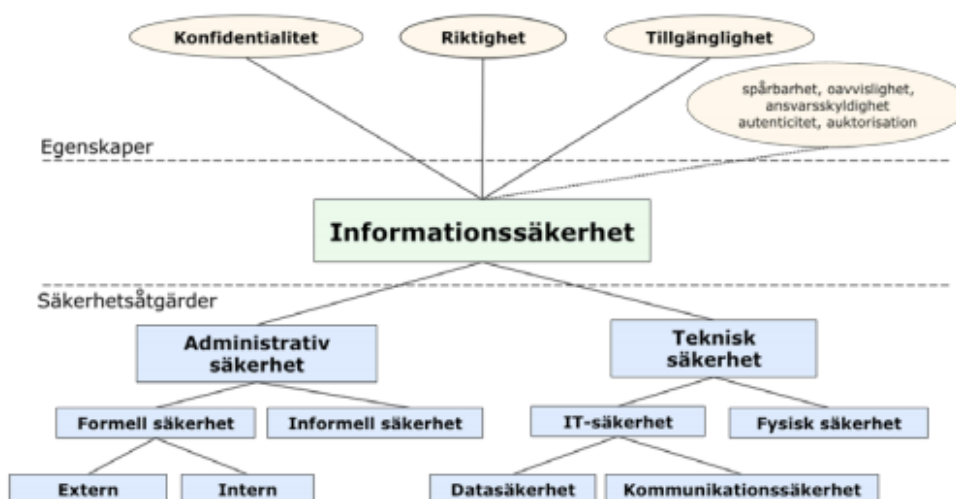 Konfidentialitet
Riktighet
Tillgänglighet
spårbarhet, oavvislighet,
ansvarsskyldighet
autenticitet, auktorisation
Egenskaper
Informationssäkerhet
Säkerhetsåtgärder
Administrativ
säkerhet
Teknisk
säkerhet
Formell säkerhet
Informell säkerhet
IT-säkerhet
Fysisk säkerhet
Extern
Intern
Datasäkerhet
Kommunikationssäkerhet